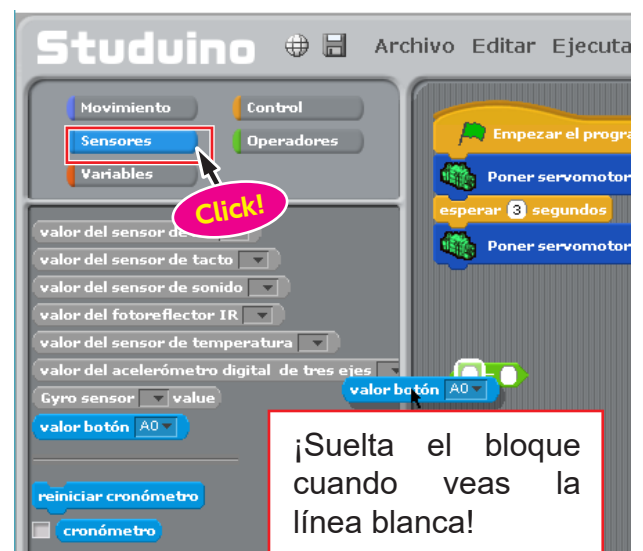 Studuino Archivo Editar Ejecuta
Movimiento Control
Sensores Operadores
Variables
Click!
Empezar el progra
Poner servomotor
esperar 3 segundos
Poner servomotor
valor del sensor de
valor del sensor de tacto
valor del sensor de sonido
valor del fotoreflector IR
valor del sensor de temperatura
valor del acelerómetro digital de tres ejes
Gyro sensor value
valor botón A0
valor botón A0
reiniciar cronómetro
cronómetro
¡Suelta el bloque
cuando veas la
línea blanca!